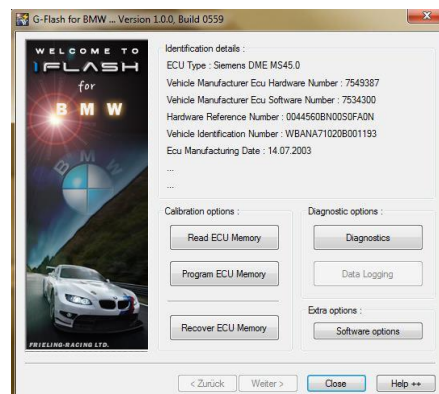 G-Flash for BMW ... Version 1.0.0, Build 0559
WELCOME TO
iFLASH
for
BMW
BMW
FRIELING-RACING LTD.
Identification details :
ECU Type : Siemens DME MS45.0
Vehicle Manufacturer Ecu Hardware Number : 7549387
Vehicle Manufacturer Ecu Software Number : 7534300
Hardware Reference Number : 0044560BN00S0FA0N
Vehicle Identification Number : WBANA71020B001193
Ecu Manufacturing Date : 14.07.2003
...
...
Calibration options :
Read ECU Memory
Program ECU Memory
Recover ECU Memory
Diagnostic options :
Diagnostics
Data Logging
Extra options :
Software options
< Zurück
Weiter >
Close
Help ++